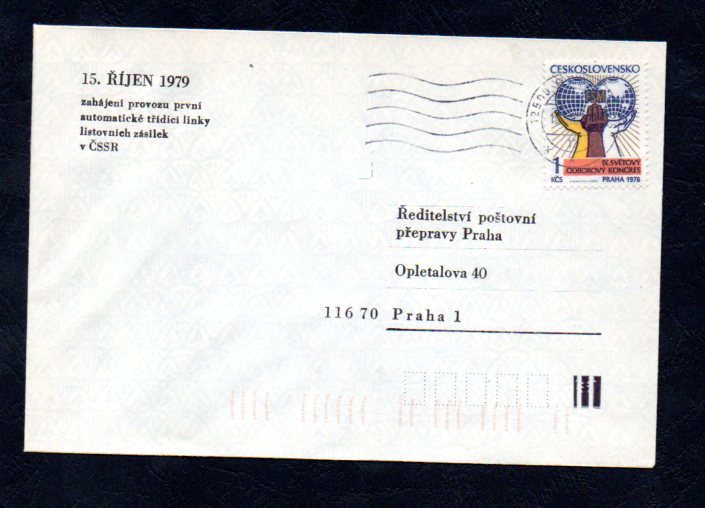 15. ŘÍJEN 1979
zahájení provozu první
automatické třídicí linky
listovních zásilek
v ČSSR
ČESKOSLOVENSKO
1
KČS
IX. SVĚTOVÝ
ODBOROVÝ KONGRES
PRAHA 1978
Ředitelství poštovní
přepravy Praha
Opletalova 40
116 70 Praha 1